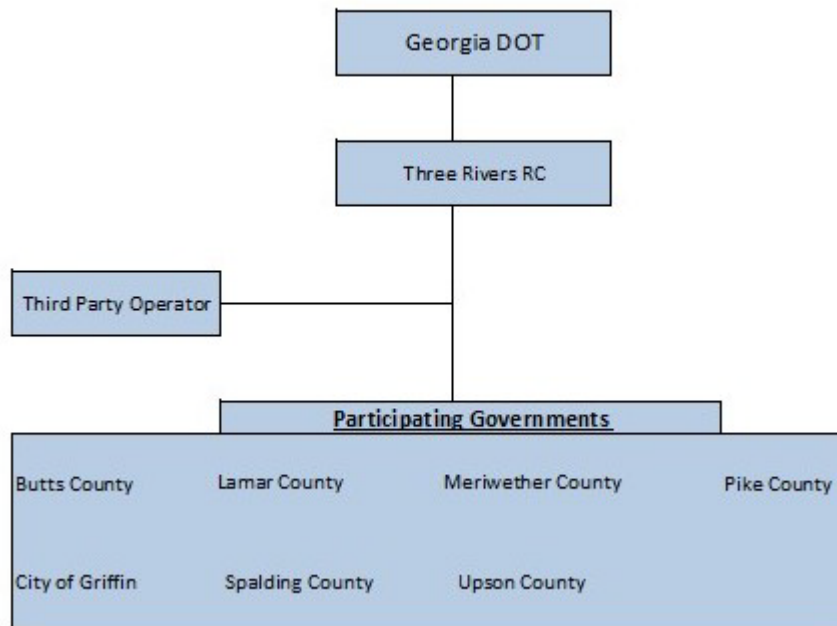 Georgia DOT
Three Rivers RC
Third Party Operator
Participating Governments
Butts County Lamar County Meriwether County Pike County
City of Griffin Spalding County Upson County